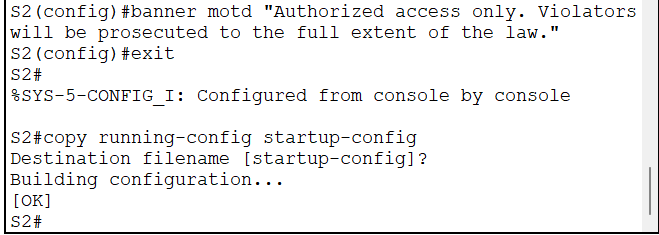 S2(config)#banner motd "Authorized access only. Violators
will be prosecuted to the full extent of the law."
S2(config)#exit
S2#
%SYS-5-CONFIG_I: Configured from console by console
S2#copy running-config startup-config
Destination filename [startup-config]?
Building configuration...
[OK]
S2#